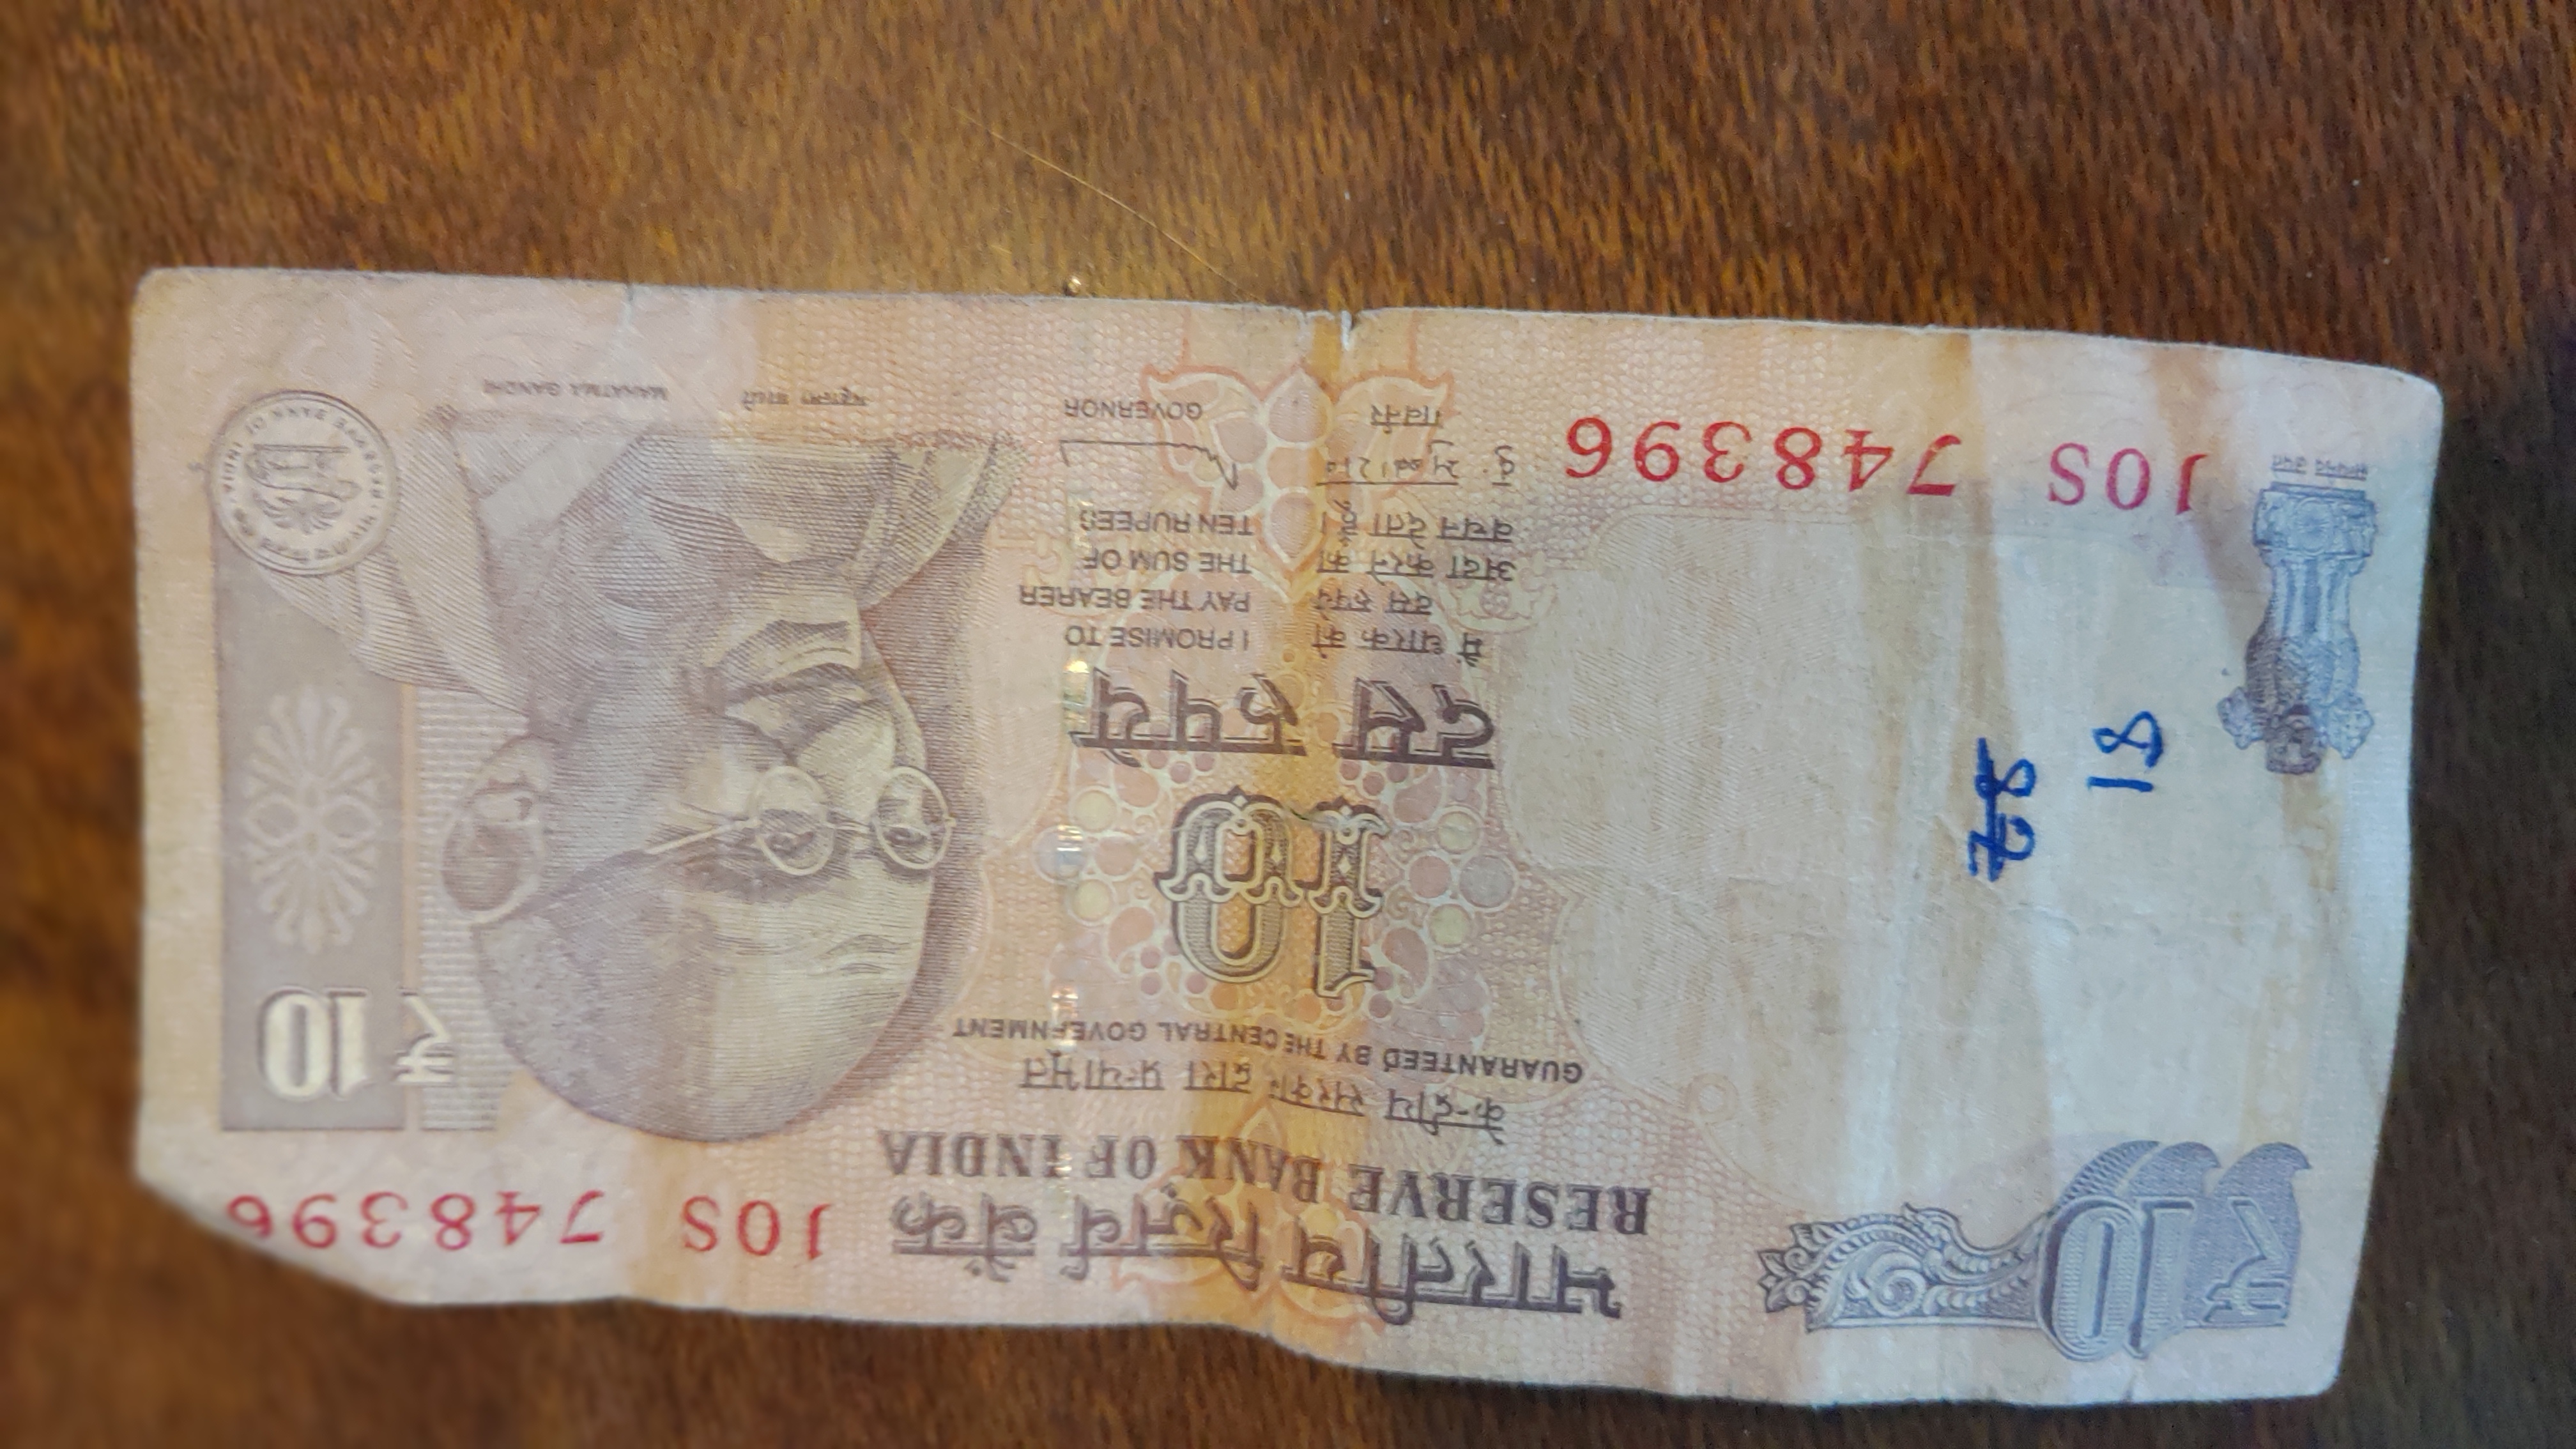 ₹10
भारतीय रिज़र्व बैंक
RESERVE BANK OF INDIA
10S 748396
केन्द्रीय सरकार द्वारा प्रत्याभूत
GUARANTEED BY THE CENTRAL GOVERNMENT
₹ 10
10
दस रुपये
मैं धारक को
दस रुपये
अदा करने का
वचन देता हूँ।
I PROMISE TO
PAY THE BEARER
THE SUM OF
TEN RUPEES
सत्यमेव जयते
10S 748396
गवर्नर
GOVERNOR
महात्मा गांधी
MAHATMA GANDHI
भारतीय रिज़र्व बैंक
RESERVE BANK OF INDIA